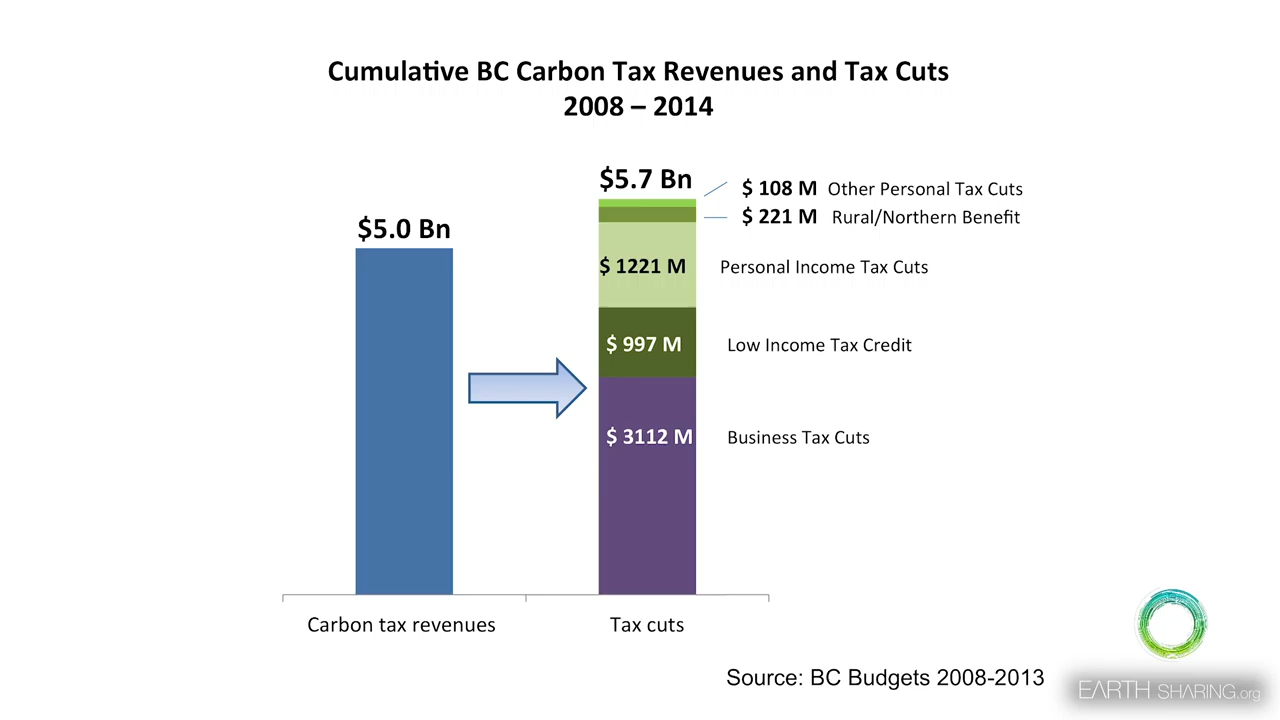 Cumulative BC Carbon Tax Revenues and Tax Cuts
2008 – 2014
$5.7 Bn
$ 108 M Other Personal Tax Cuts
$ 221 M Rural/Northern Benefit
$5.0 Bn
$ 1221 M Personal Income Tax Cuts
$ 997 M Low Income Tax Credit
$ 3112 M Business Tax Cuts
Carbon tax revenues
Tax cuts
Source: BC Budgets 2008-2013
EARTH SHARING.org